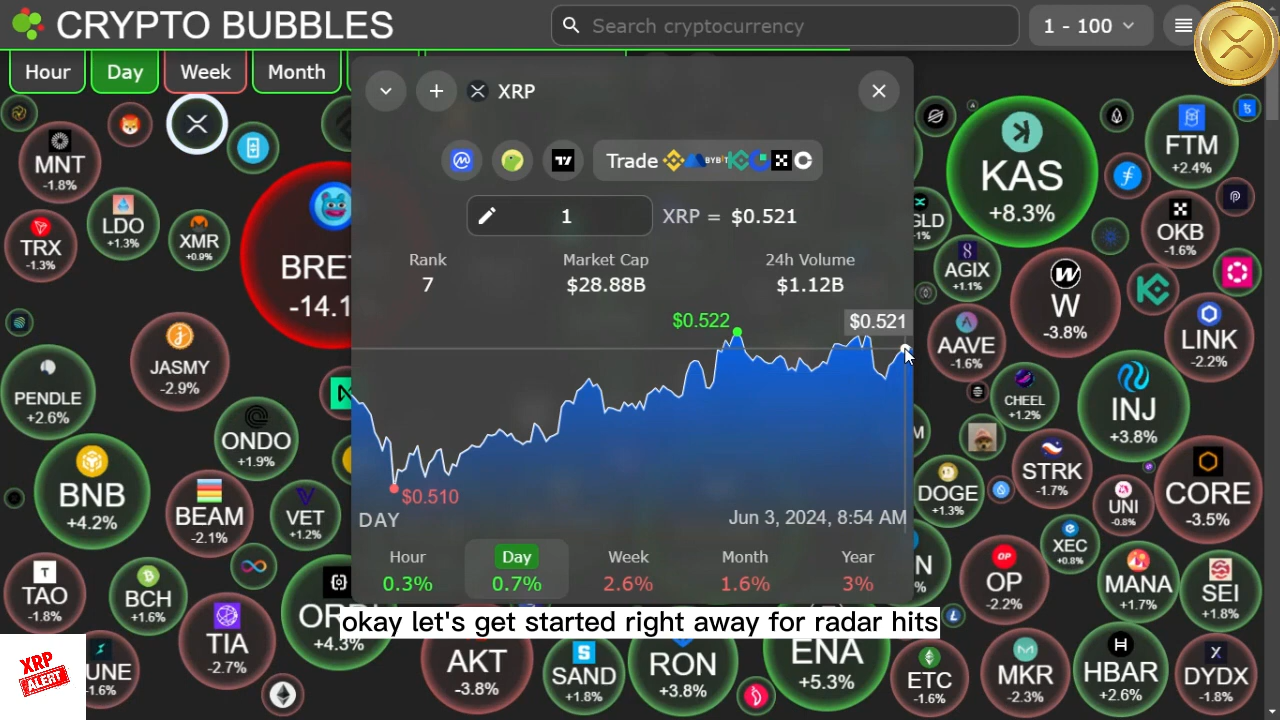 CRYPTO BUBBLES
Search cryptocurrency
1 - 100
Hour
Day
Week
Month
XRP
Trade
BYBIT
1
XRP = $0.521
Rank
Market Cap
24h Volume
7
$28.88B
$1.12B
$0.522
$0.521
$0.510
DAY
Jun 3, 2024, 8:54 AM
Hour
Day
Week
Month
Year
0.3%
0.7%
2.6%
1.6%
3%
okay let's get started right away for radar hits
MNT
-1.8%
LDO
+1.3%
TRX
-1.3%
XMR
+0.9%
BRE
-14.1
JASMY
-2.9%
PENDLE
+2.6%
ONDO
+1.9%
BNB
+4.2%
BEAM
-2.1%
VET
+1.2%
TAO
-1.8%
BCH
+1.6%
TIA
-2.7%
OR
+4.3%
UNE
-1.6%
XRP
ALERT
AKT
-3.8%
SAND
+1.8%
RON
+3.8%
ENA
+5.3%
ETC
-1.6%
MKR
-2.3%
HBAR
+2.6%
DYDX
-1.8%
KAS
+8.3%
FTM
+2.4%
OKB
-1.6%
GLD
AGIX
+1.1%
W
-3.8%
LINK
-2.2%
AAVE
-1.6%
CHEEL
+1.2%
INJ
+3.8%
STRK
-1.7%
DOGE
+1.3%
UNI
-0.8%
CORE
-3.5%
XEC
+0.8%
OP
-2.2%
MANA
+1.7%
SEI
+1.8%